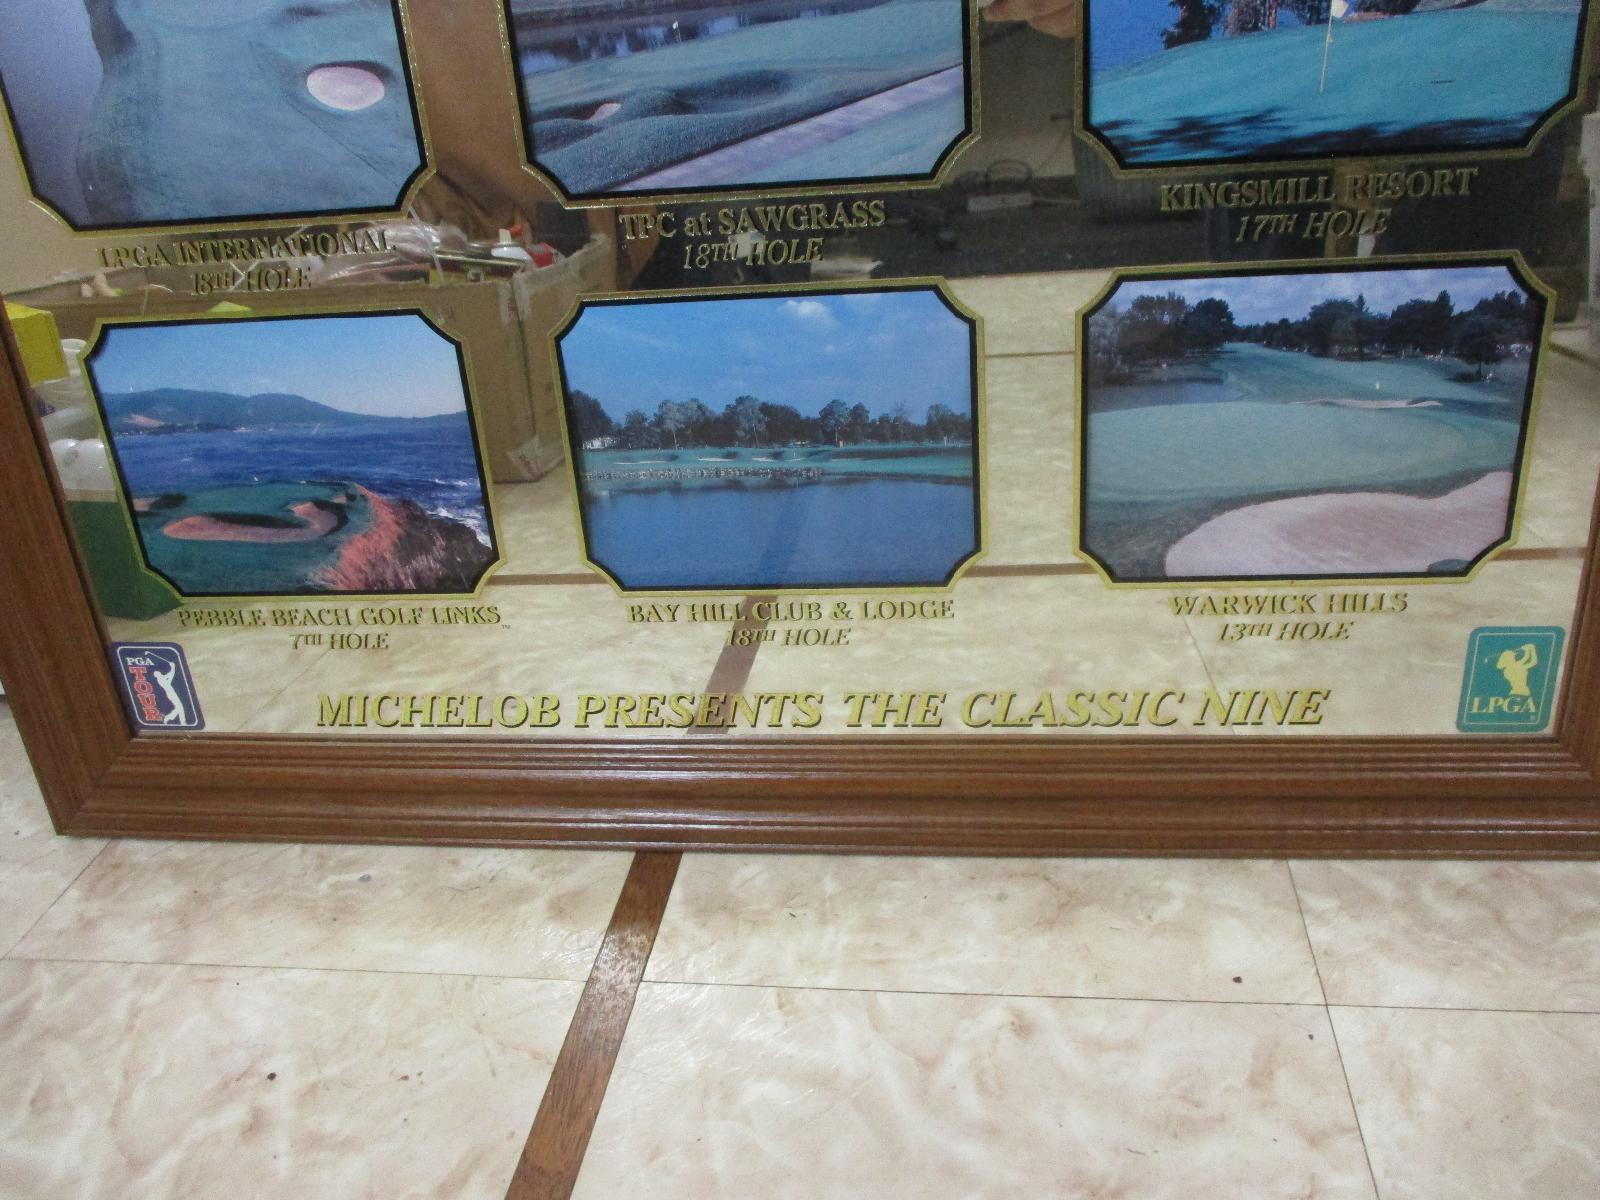 LPGA INTERNATIONAL
18TH HOLE
TPC at SAWGRASS
18TH HOLE
KINGSMILL RESORT
17TH HOLE
PEBBLE BEACH GOLF LINKS™
7TH HOLE
BAY HILL CLUB & LODGE
18TH HOLE
WARWICK HILLS
13TH HOLE
PGA
TOUR
MICHELOB PRESENTS THE CLASSIC NINE
LPGA